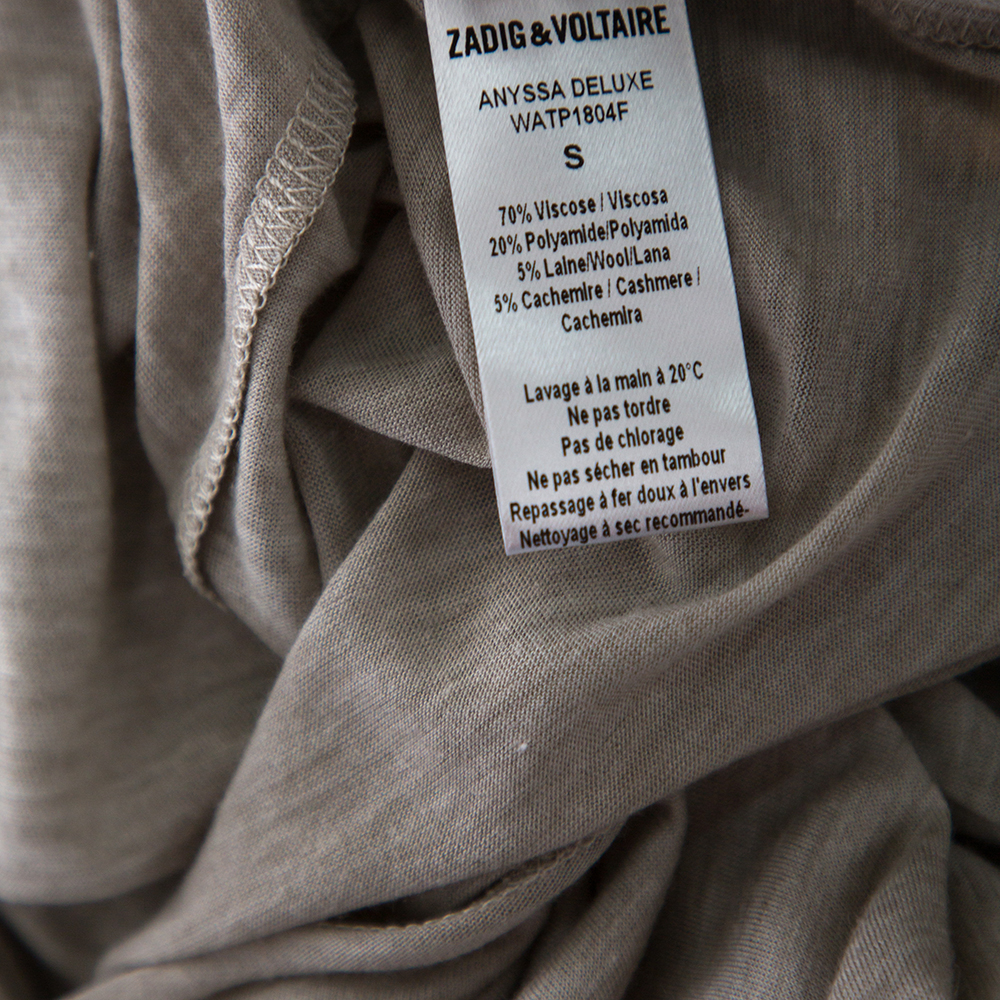 ZADIG&VOLTAIRE
ANYSSA DELUXE
WATP1804F
S
70% Viscose / Viscosa
20% Polyamide/Polyamida
5% Laine/Wool/Lana
5% Cachemire / Cashmere /
Cachemira
Lavage à la main à 20°C
Ne pas tordre
Pas de chlorage
Ne pas sécher en tambour
Repassage à fer doux à l'envers
Nettoyage à sec recommandé-